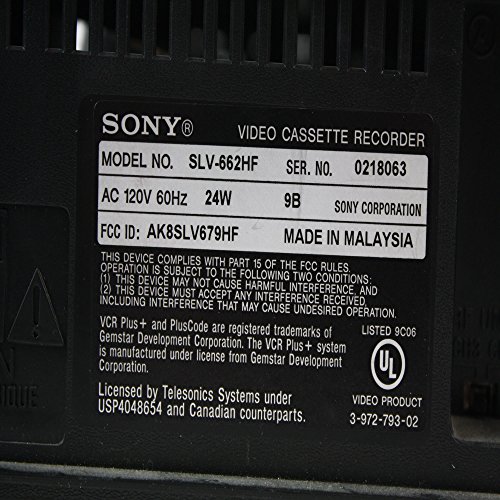 SONY® VIDEO CASSETTE RECORDER
MODEL NO. SLV-662HF SER. NO. 0218063
AC 120V 60Hz 24W 9B SONY CORPORATION
FCC ID: AK8SLV679HF MADE IN MALAYSIA
THIS DEVICE COMPLIES WITH PART 15 OF THE FCC RULES.
OPERATION IS SUBJECT TO THE FOLLOWING TWO CONDITIONS:
(1) THIS DEVICE MAY NOT CAUSE HARMFUL INTERFERENCE, AND
(2) THIS DEVICE MUST ACCEPT ANY INTERFERENCE RECEIVED,
INCLUDING INTERFERENCE THAT MAY CAUSE UNDESIRED OPERATION.
VCR Plus+ and PlusCode are registered trademarks of
Gemstar Development Corporation. The VCR Plus+ system
is manufactured under license from Gemstar Development
Corporation.
Licensed by Telesonics Systems under
USP4048654 and Canadian counterparts.
LISTED 9C06
UL®
VIDEO PRODUCT
3-972-793-02